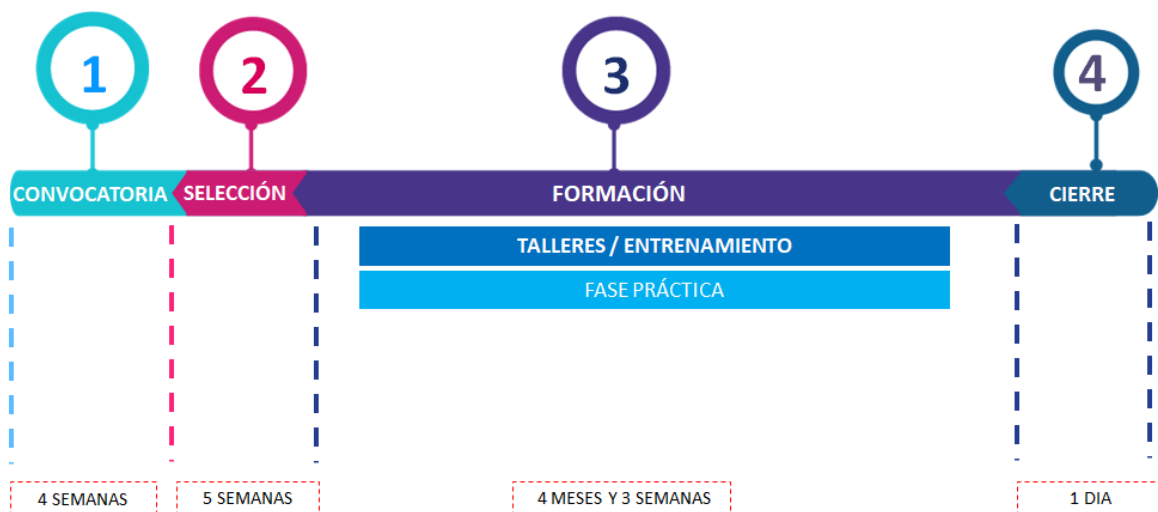 1
2
3
4
CONVOCATORIA
SELECCIÓN
FORMACIÓN
CIERRE
TALLERES / ENTRENAMIENTO
FASE PRÁCTICA
4 SEMANAS
5 SEMANAS
4 MESES Y 3 SEMANAS
1 DIA